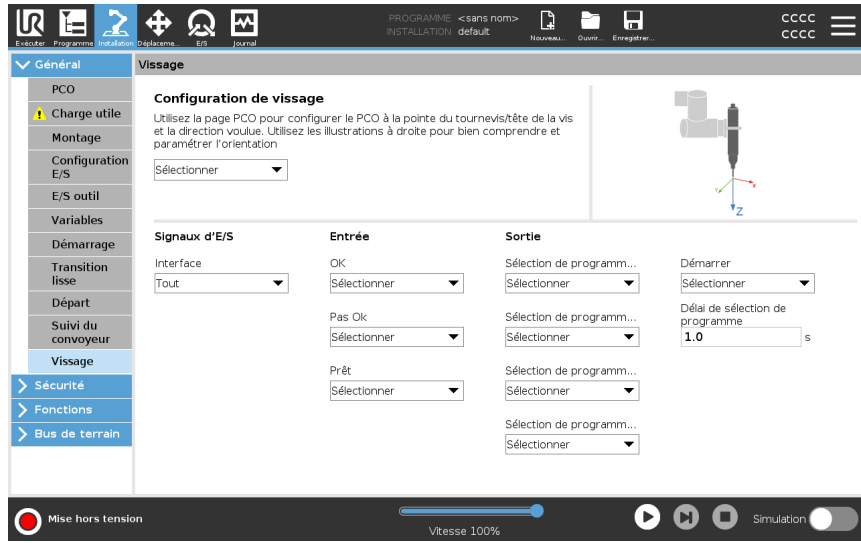 PROGRAMME <sans nom>
INSTALLATION default
cccc
cccc
UR
Exécuter
Programme
Installation
Déplaceme...
E/S
Journal
Nouveau...
Ouvrir...
Enregistrer...
Général
PCO
Charge utile
Montage
Configuration
E/S
E/S outil
Variables
Démarrage
Transition
lisse
Départ
Suivi du
convoyeur
Vissage
Sécurité
Fonctions
Bus de terrain
Vissage
Configuration de vissage
Utilisez la page PCO pour configurer le PCO à la pointe du tournevis/tête de la vis
et la direction voulue. Utilisez les illustrations à droite pour bien comprendre et
paramétrer l'orientation
Sélectionner
Y
X
Z
Signaux d'E/S
Interface
Tout
Entrée
OK
Sélectionner
Pas Ok
Sélectionner
Prêt
Sélectionner
Sortie
Sélection de programm...
Sélectionner
Sélection de programm...
Sélectionner
Sélection de programm...
Sélectionner
Sélection de programm...
Sélectionner
Démarrer
Sélectionner
Délai de sélection de
programme
1.0 s
Mise hors tension
Vitesse 100%
Simulation